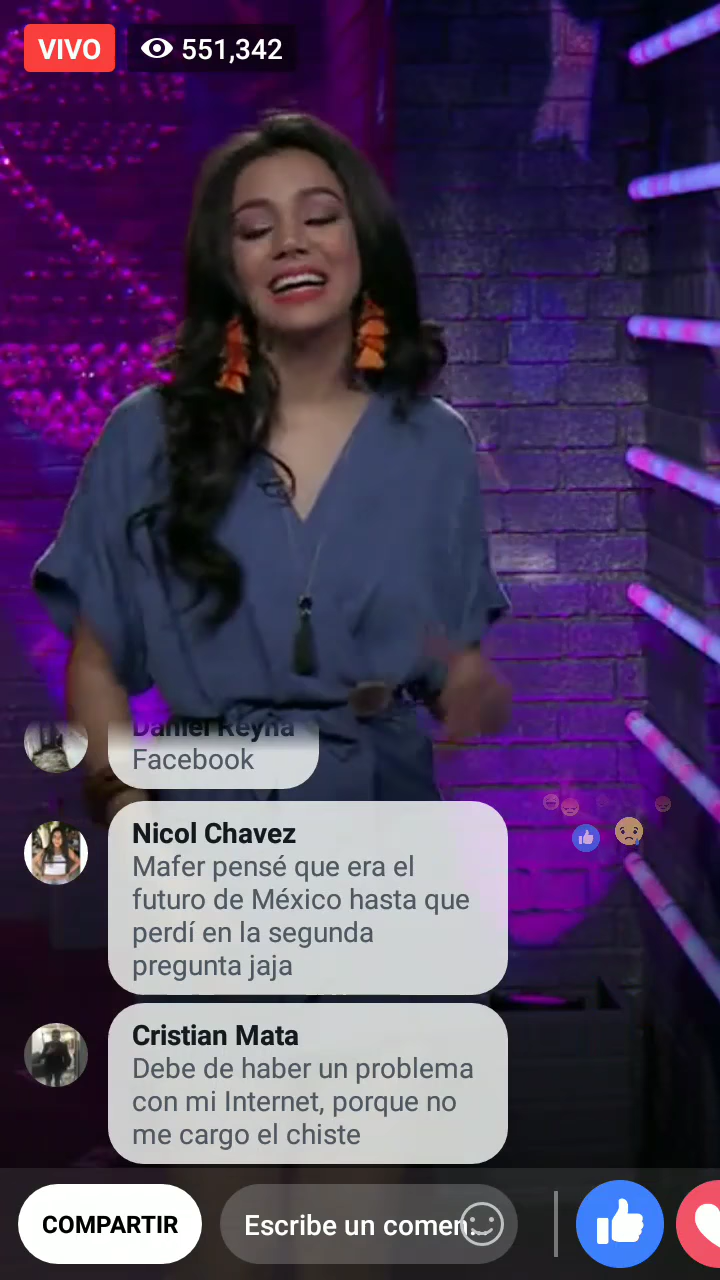 VIVO 551,342
Daniel Reyna
Facebook
Nicol Chavez
Mafer pensé que era el
futuro de México hasta que
perdí en la segunda
pregunta jaja
Cristian Mata
Debe de haber un problema
con mi Internet, porque no
me cargo el chiste
COMPARTIR
Escribe un comen.